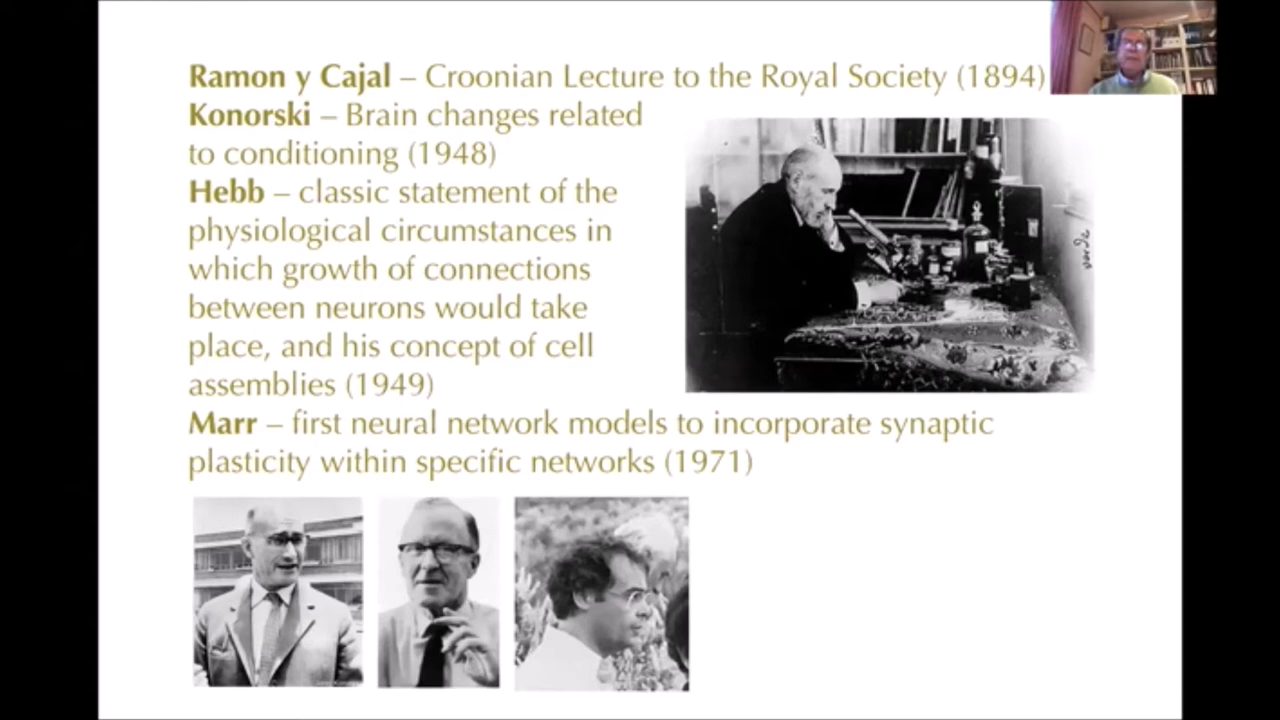 Ramon y Cajal – Croonian Lecture to the Royal Society (1894)
Konorski – Brain changes related
to conditioning (1948)
Hebb – classic statement of the
physiological circumstances in
which growth of connections
between neurons would take
place, and his concept of cell
assemblies (1949)
Marr – first neural network models to incorporate synaptic
plasticity within specific networks (1971)